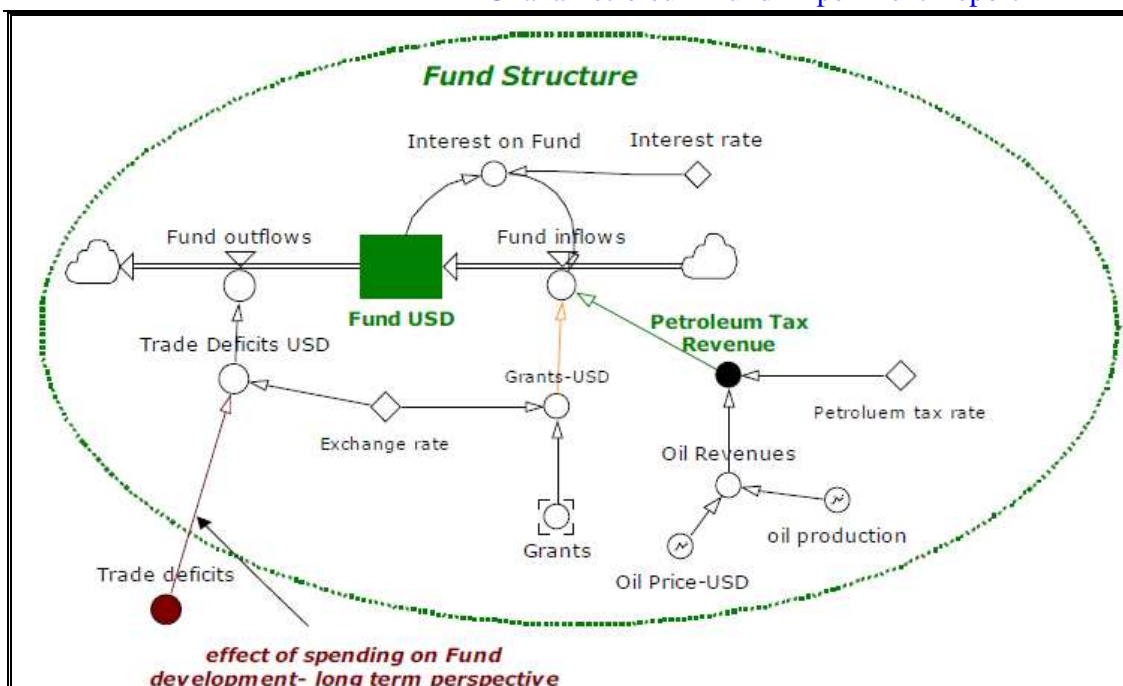 Fund Structure
Interest on Fund
Interest rate
Fund outflows
Fund inflows
Fund USD
Petroleum Tax
Revenue
Trade Deficits USD
Grants-USD
Exchange rate
Petroluem tax rate
Oil Revenues
Grants
oil production
Oil Price-USD
Trade deficits
effect of spending on Fund
development- long term perspective